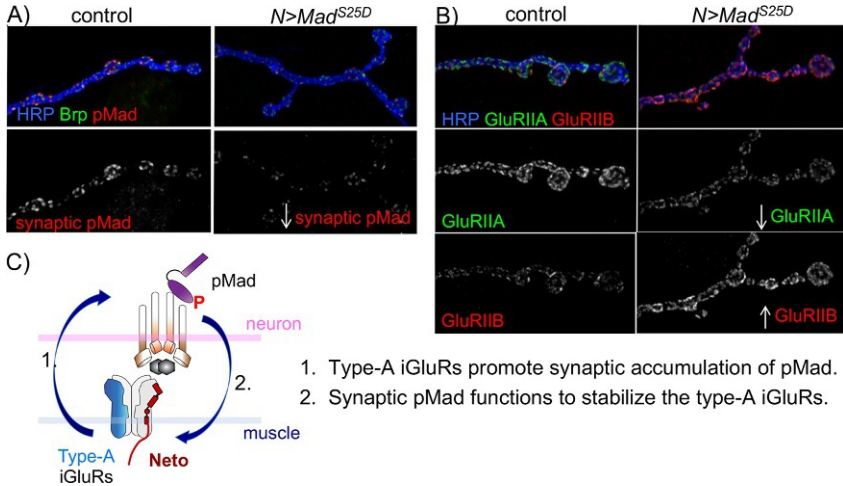 A)
control
N>Mad^S25D
HRP Brp pMad
synaptic pMad
↓ synaptic pMad
B)
control
N>Mad^S25D
HRP GluRIIA GluRIIB
GluRIIA
↓ GluRIIA
GluRIIB
↑ GluRIIB
C)
pMad
P
neuron
1.
2.
muscle
Type-A
iGluRs
Neto
1. Type-A iGluRs promote synaptic accumulation of pMad.
2. Synaptic pMad functions to stabilize the type-A iGluRs.